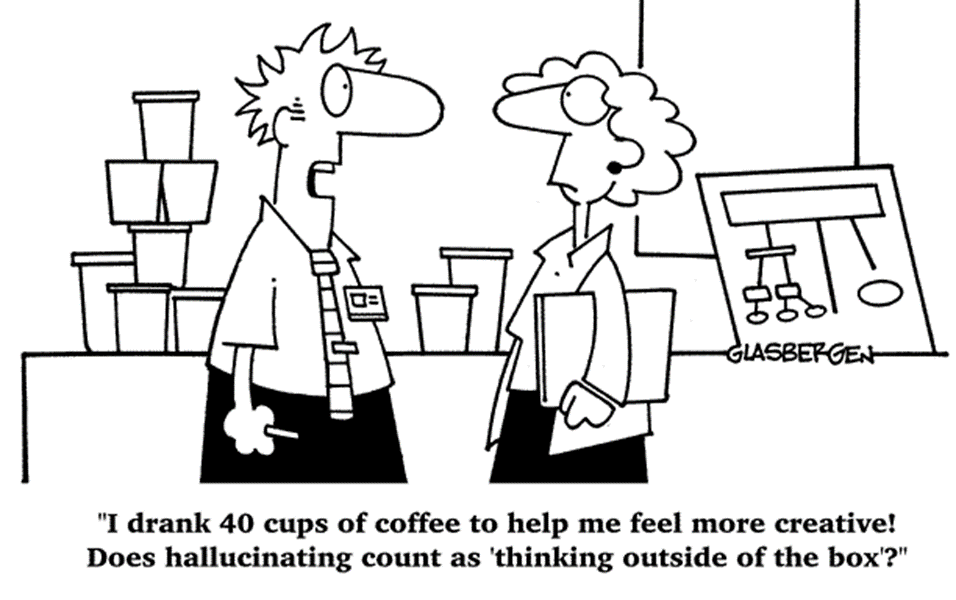 GLASBERGEN
"I drank 40 cups of coffee to help me feel more creative!
Does hallucinating count as 'thinking outside of the box'?"